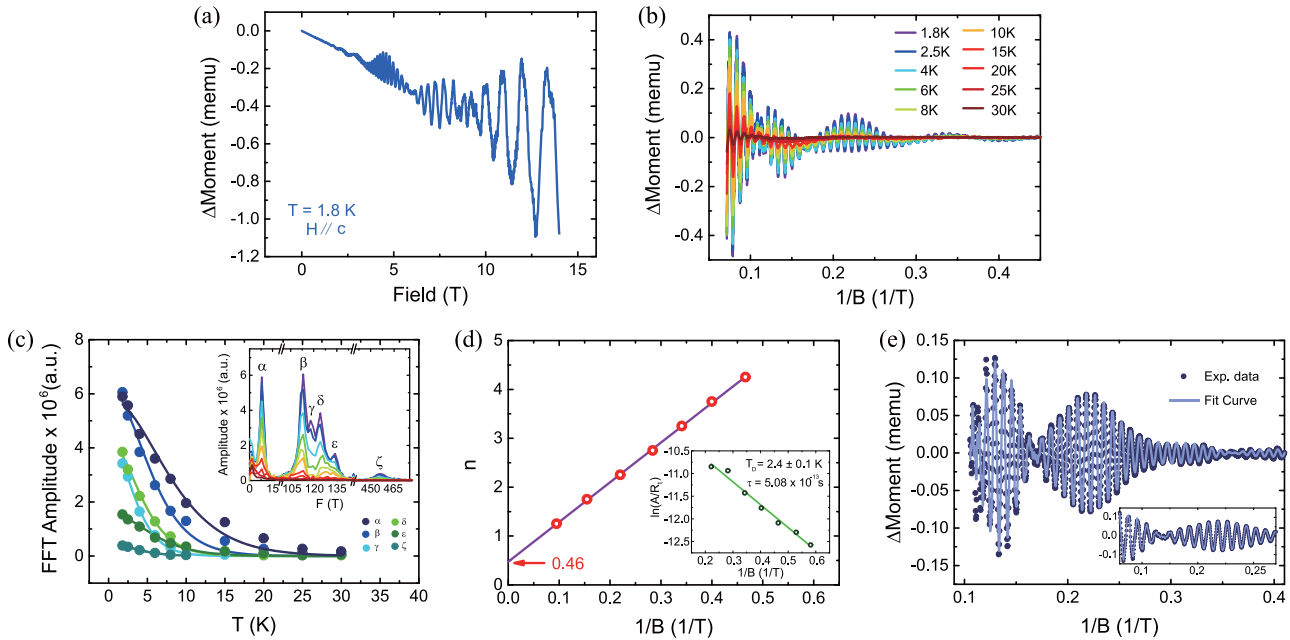 (a)
0.0
-0.2
-0.4
-0.6
-0.8
-1.0
-1.2
ΔMoment (memu)
T = 1.8 K
H // c
0 5 10 15
Field (T)
(b)
0.4
0.2
0.0
-0.2
-0.4
ΔMoment (memu)
1.8K 10K
2.5K 15K
4K 20K
6K 25K
8K 30K
0.1 0.2 0.3 0.4
1/B (1/T)
(c)
8
6
4
2
0
FFT Amplitude x 10⁶ (a.u.)
0 5 10 15 20 25 30 35 40
T (K)
6
4
2
0
Amplitude x 10⁶ (a.u.)
α
β
γ δ
ε
ζ
0 15 105 120 135 450 465
F (T)
α δ
β ε
γ ζ
(d)
5
4
3
2
1
0
n
0.46
0.0 0.2 0.4 0.6
1/B (1/T)
-10.5
-11.0
-11.5
-12.0
-12.5
T_D = 2.4 ± 0.1 K
τ = 5.08 x 10⁻¹³s
0.2 0.3 0.4 0.5 0.6
1/B (1/T)
(e)
0.15
0.10
0.05
0.00
-0.05
-0.10
-0.15
ΔMoment (memu)
Exp. data
Fit Curve
0.1
0.0
-0.1
0.1 0.2 0.25
0.1 0.2 0.3 0.4
1/B (1/T)